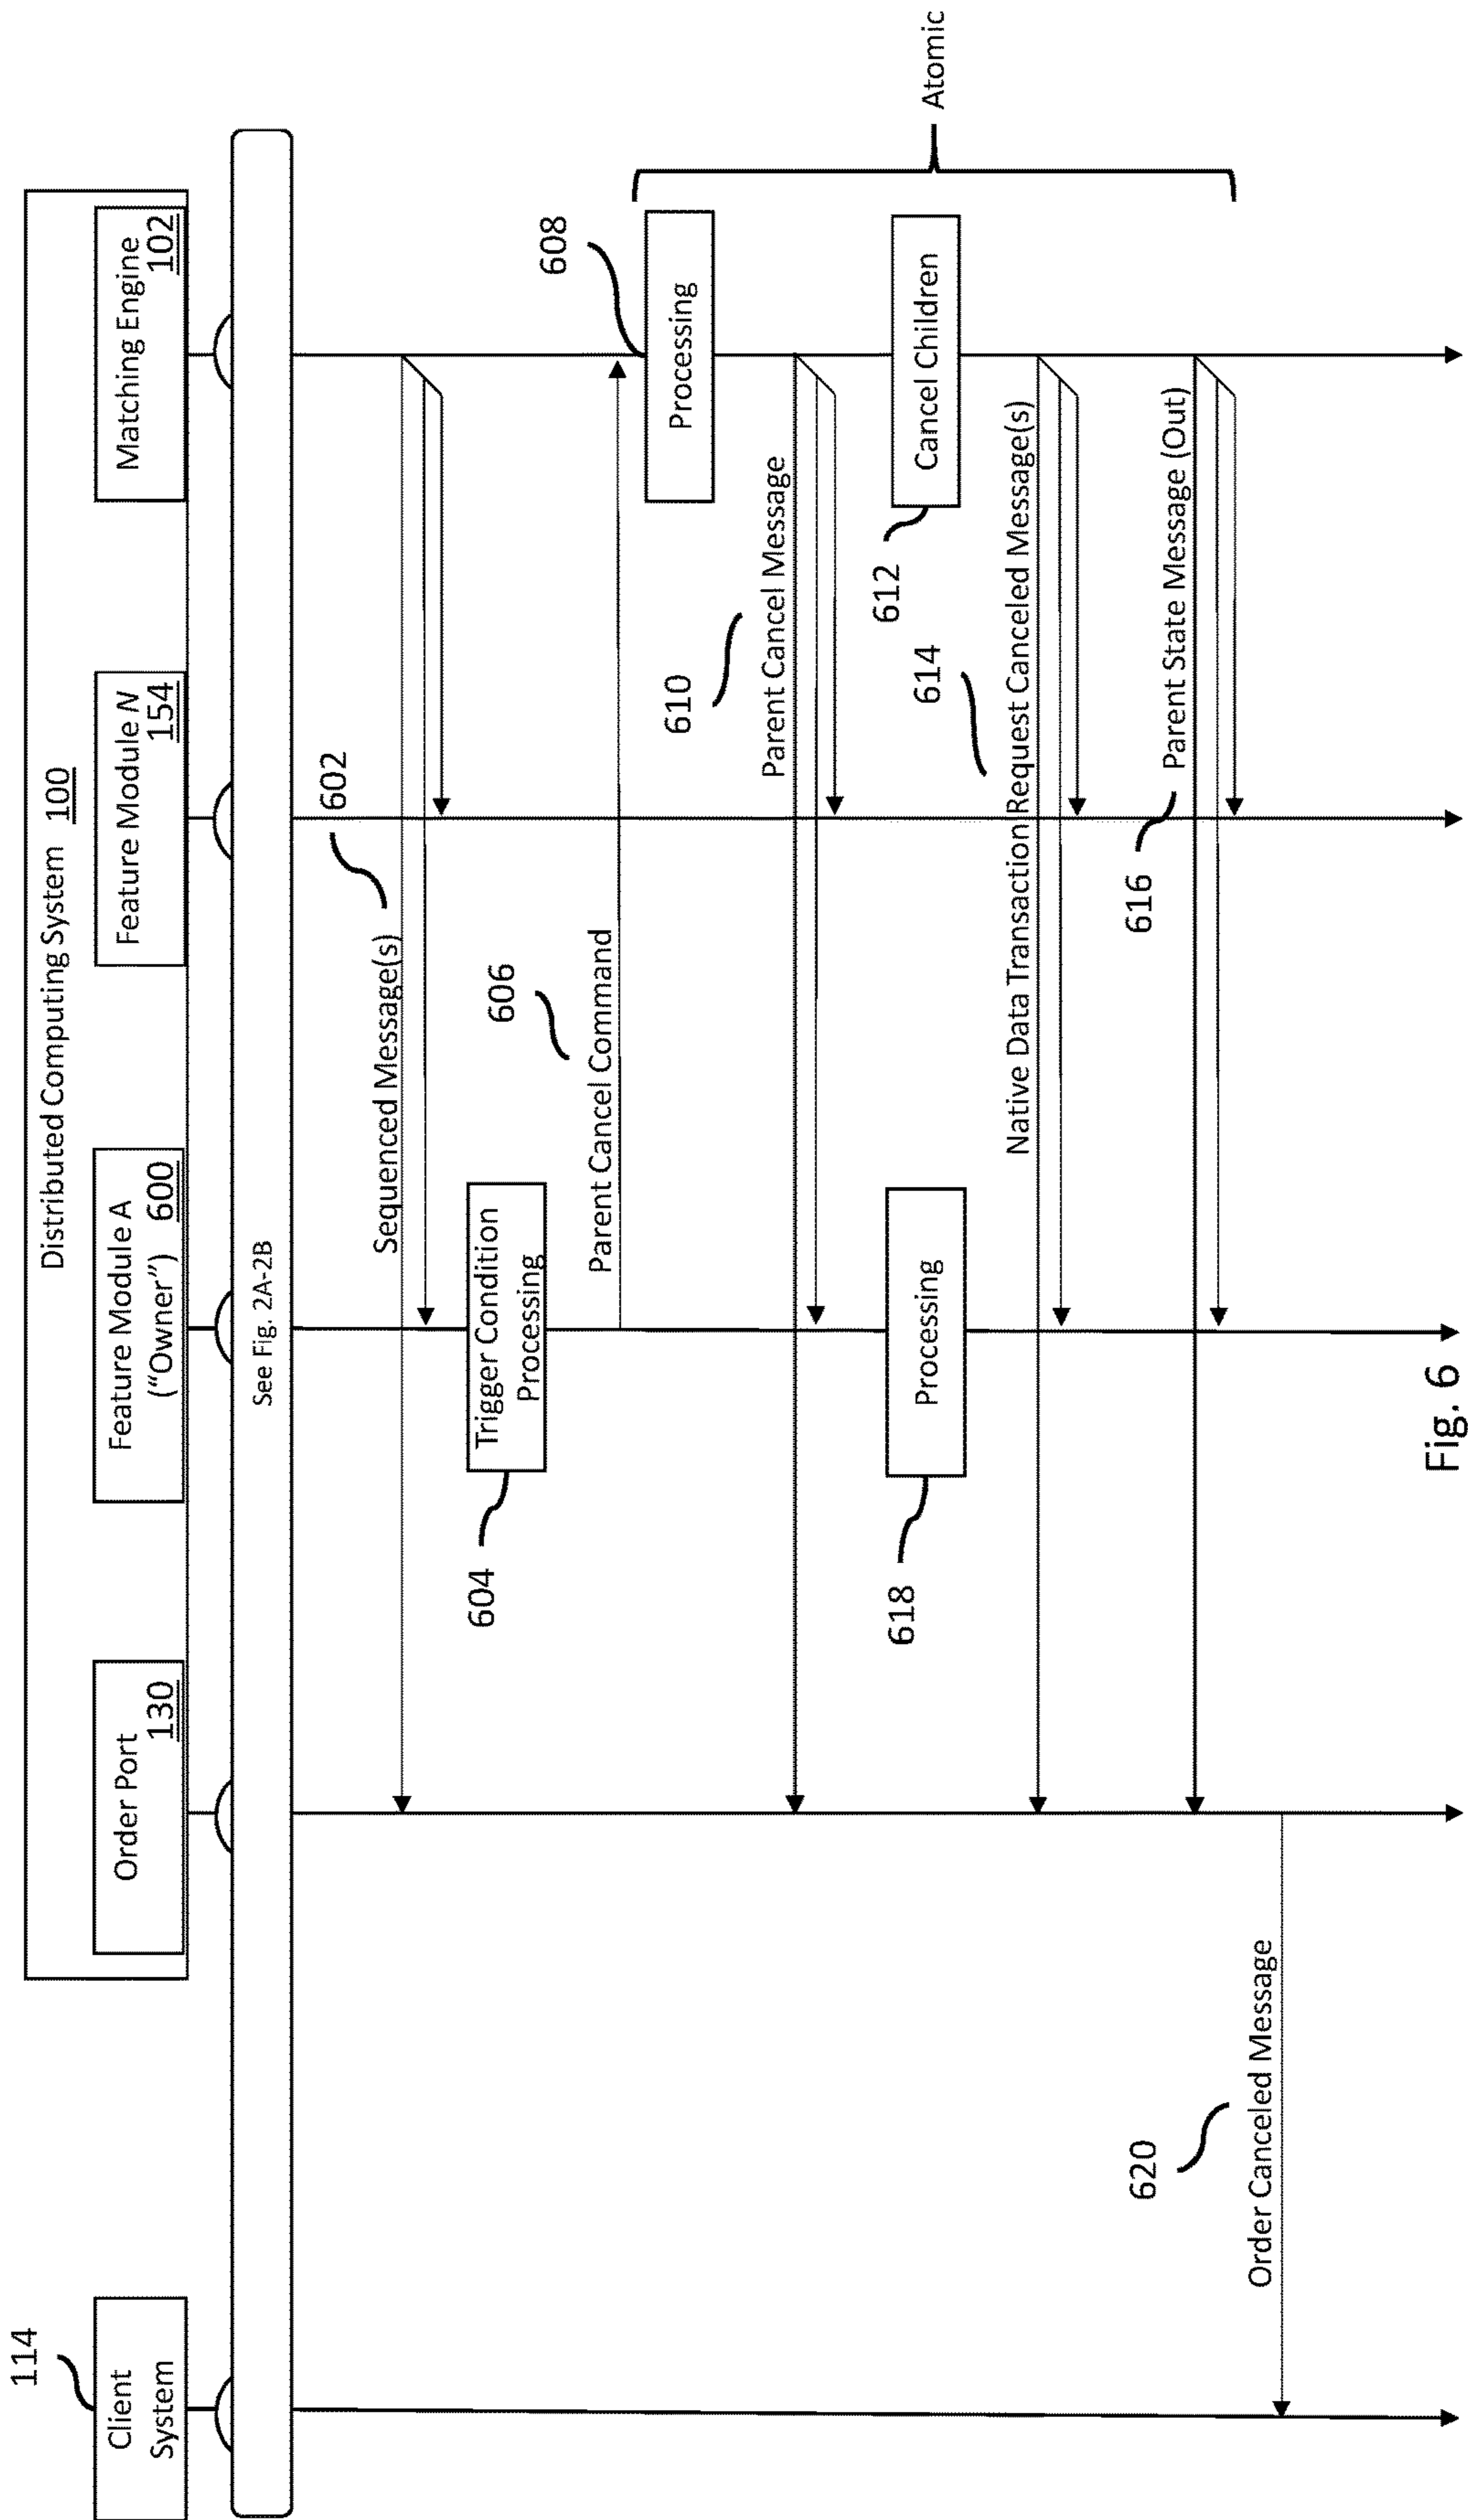 Distributed Computing System 100
114
Client
System
Order Port
130
Feature Module A
("Owner") 600
Feature Module N
154
Matching Engine
102
See Fig. 2A-2B
602
Sequenced Message(s)
604
Trigger Condition
Processing
606
Parent Cancel Command
608
Processing
610
Parent Cancel Message
618
Processing
612
Cancel Children
614
Native Data Transaction Request Canceled Message(s)
616
Parent State Message (Out)
Atomic
620
Order Canceled Message
Fig. 6